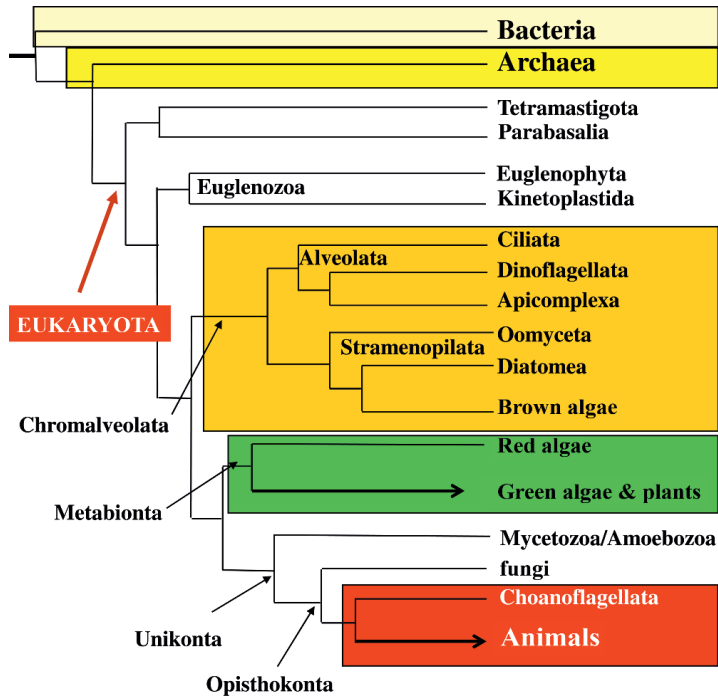 Bacteria
Archaea
Tetramastigota
Parabasalia
Euglenozoa
Euglenophyta
Kinetoplastida
Ciliata
Alveolata
Dinoflagellata
Apicomplexa
EUKARYOTA
Oomyceta
Stramenopilata
Diatomea
Brown algae
Chromalveolata
Red algae
Green algae & plants
Metabionta
Mycetozoa/Amoebozoa
fungi
Choanoflagellata
Unikonta
Animals
Opisthokonta